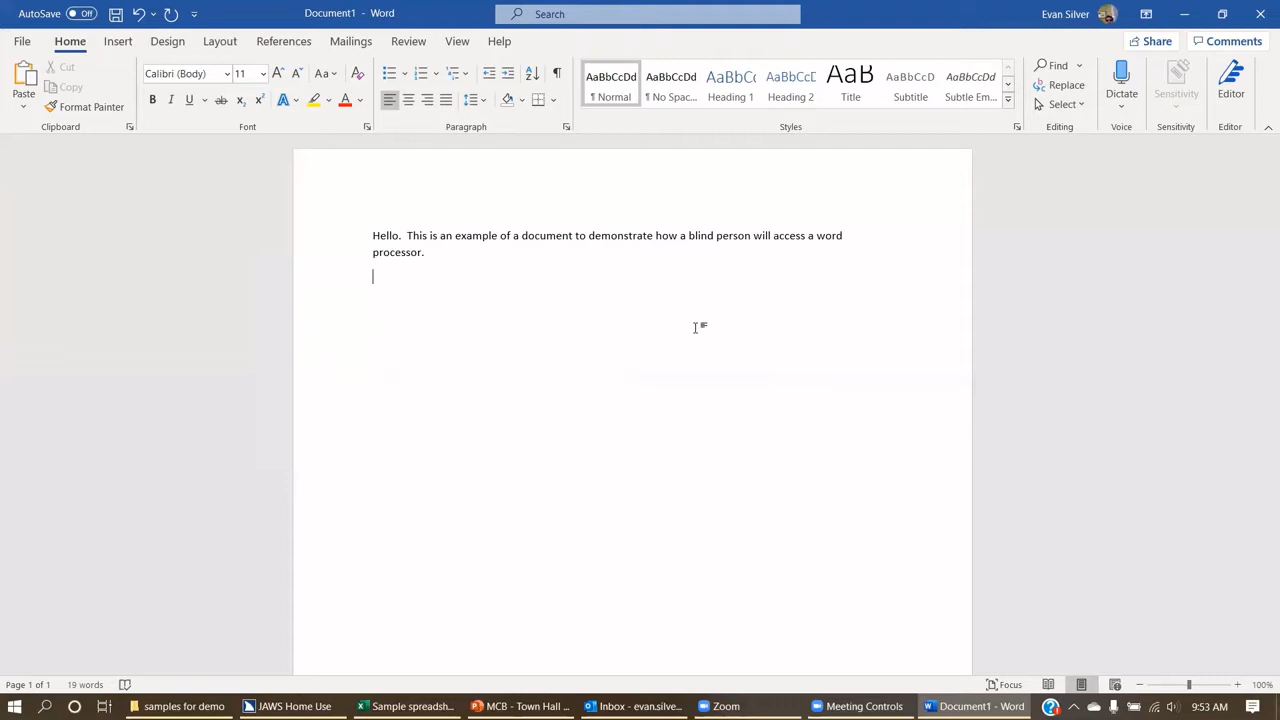 AutoSave Off Document1 - Word Search Evan Silver
File Home Insert Design Layout References Mailings Review View Help Share Comments
Paste Cut Copy Format Painter
Clipboard
Calibri (Body) 11
Font
Paragraph
AaBbCcDd AaBbCcDd AaBbCc AaBbCcD AaB AaBbCcD AaBbCcDd
¶ Normal ¶ No Spac... Heading 1 Heading 2 Title Subtitle Subtle Em...
Styles
Find
Replace
Select
Editing
Dictate
Voice
Sensitivity
Sensitivity
Editor
Editor
Hello.  This is an example of a document to demonstrate how a blind person will access a word
processor.
Page 1 of 1 19 words Focus 100%
samples for demo JAWS Home Use Sample spreadsh... MCB - Town Hall ... Inbox - evan.silve... Zoom Meeting Controls Document1 - Word 9:53 AM